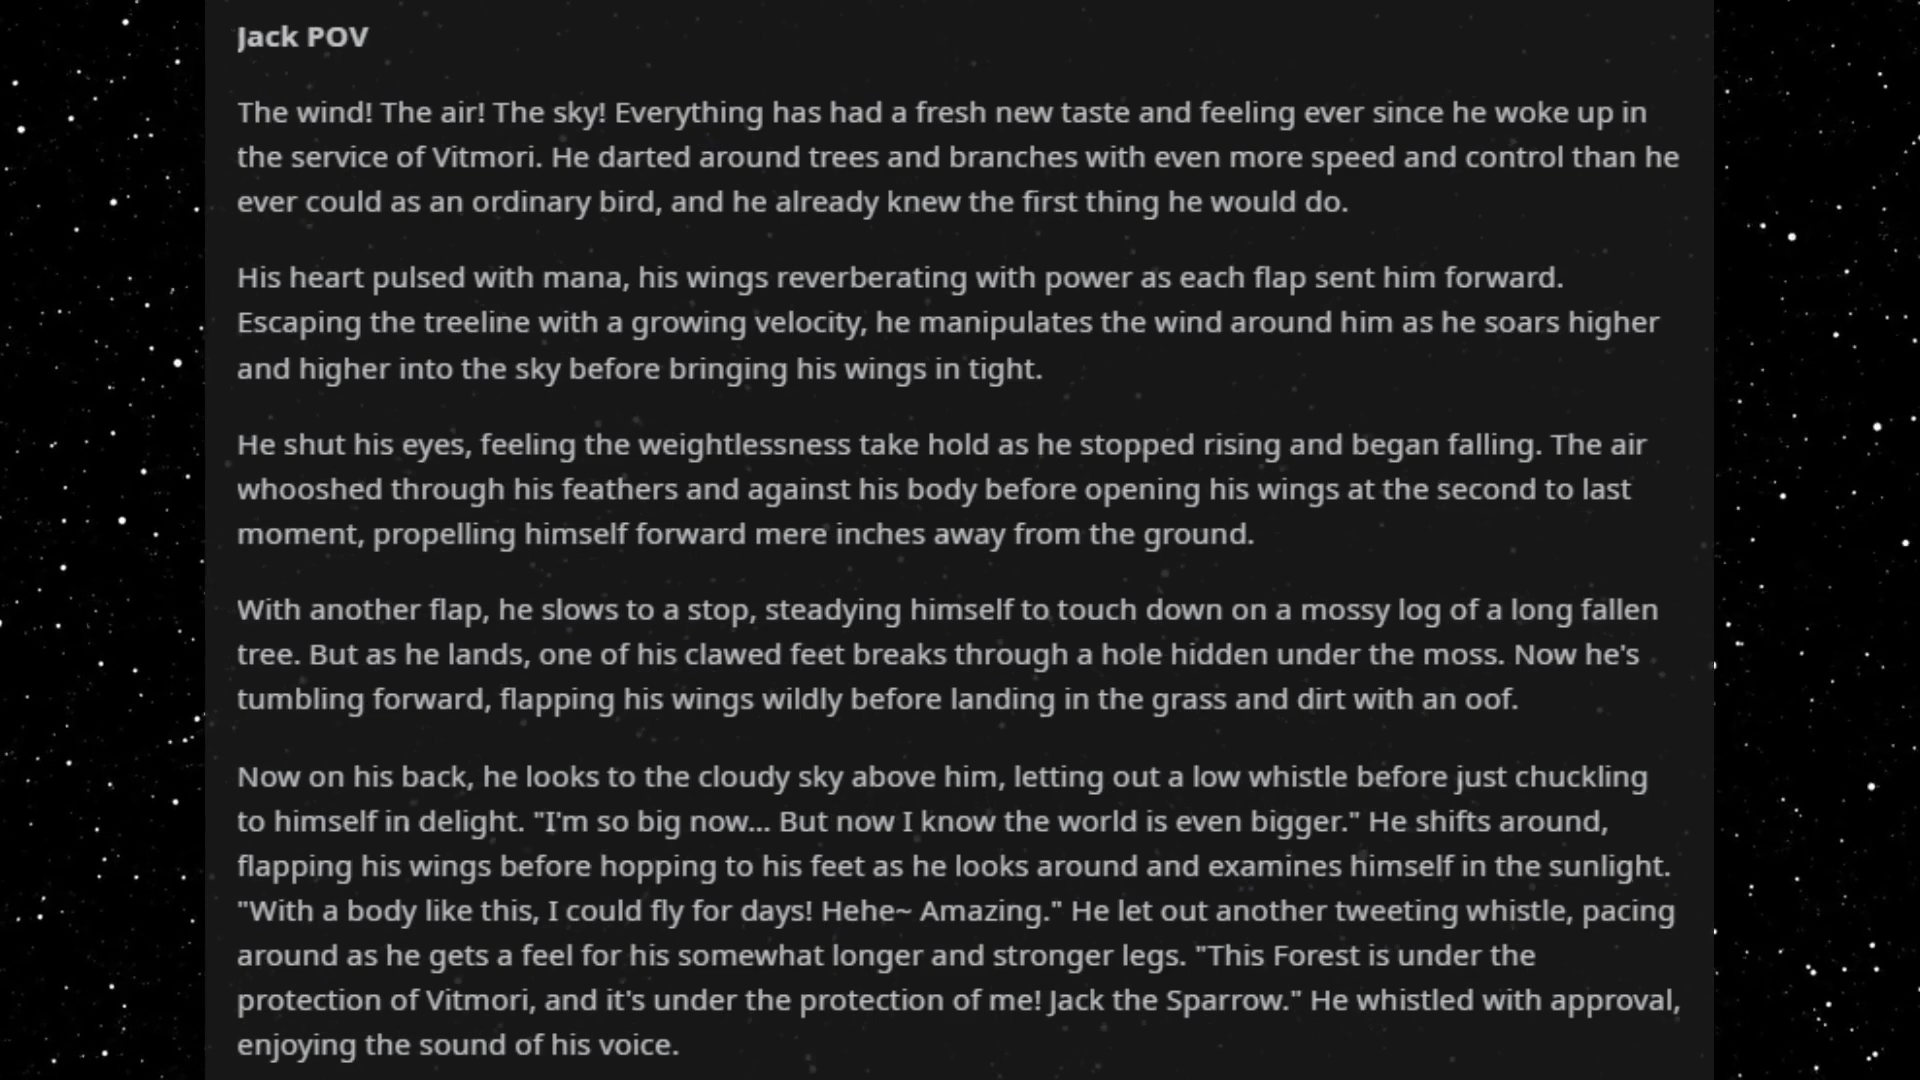 Jack POV
The wind! The air! The sky! Everything has had a fresh new taste and feeling ever since he woke up in
the service of Vitmori. He darted around trees and branches with even more speed and control than he
ever could as an ordinary bird, and he already knew the first thing he would do.
His heart pulsed with mana, his wings reverberating with power as each flap sent him forward.
Escaping the treeline with a growing velocity, he manipulates the wind around him as he soars higher
and higher into the sky before bringing his wings in tight.
He shut his eyes, feeling the weightlessness take hold as he stopped rising and began falling. The air
whooshed through his feathers and against his body before opening his wings at the second to last
moment, propelling himself forward mere inches away from the ground.
With another flap, he slows to a stop, steadying himself to touch down on a mossy log of a long fallen
tree. But as he lands, one of his clawed feet breaks through a hole hidden under the moss. Now he's
tumbling forward, flapping his wings wildly before landing in the grass and dirt with an oof.
Now on his back, he looks to the cloudy sky above him, letting out a low whistle before just chuckling
to himself in delight. "I'm so big now... But now I know the world is even bigger." He shifts around,
flapping his wings before hopping to his feet as he looks around and examines himself in the sunlight.
"With a body like this, I could fly for days! Hehe~ Amazing." He let out another tweeting whistle, pacing
around as he gets a feel for his somewhat longer and stronger legs. "This Forest is under the
protection of Vitmori, and it's under the protection of me! Jack the Sparrow." He whistled with approval,
enjoying the sound of his voice.